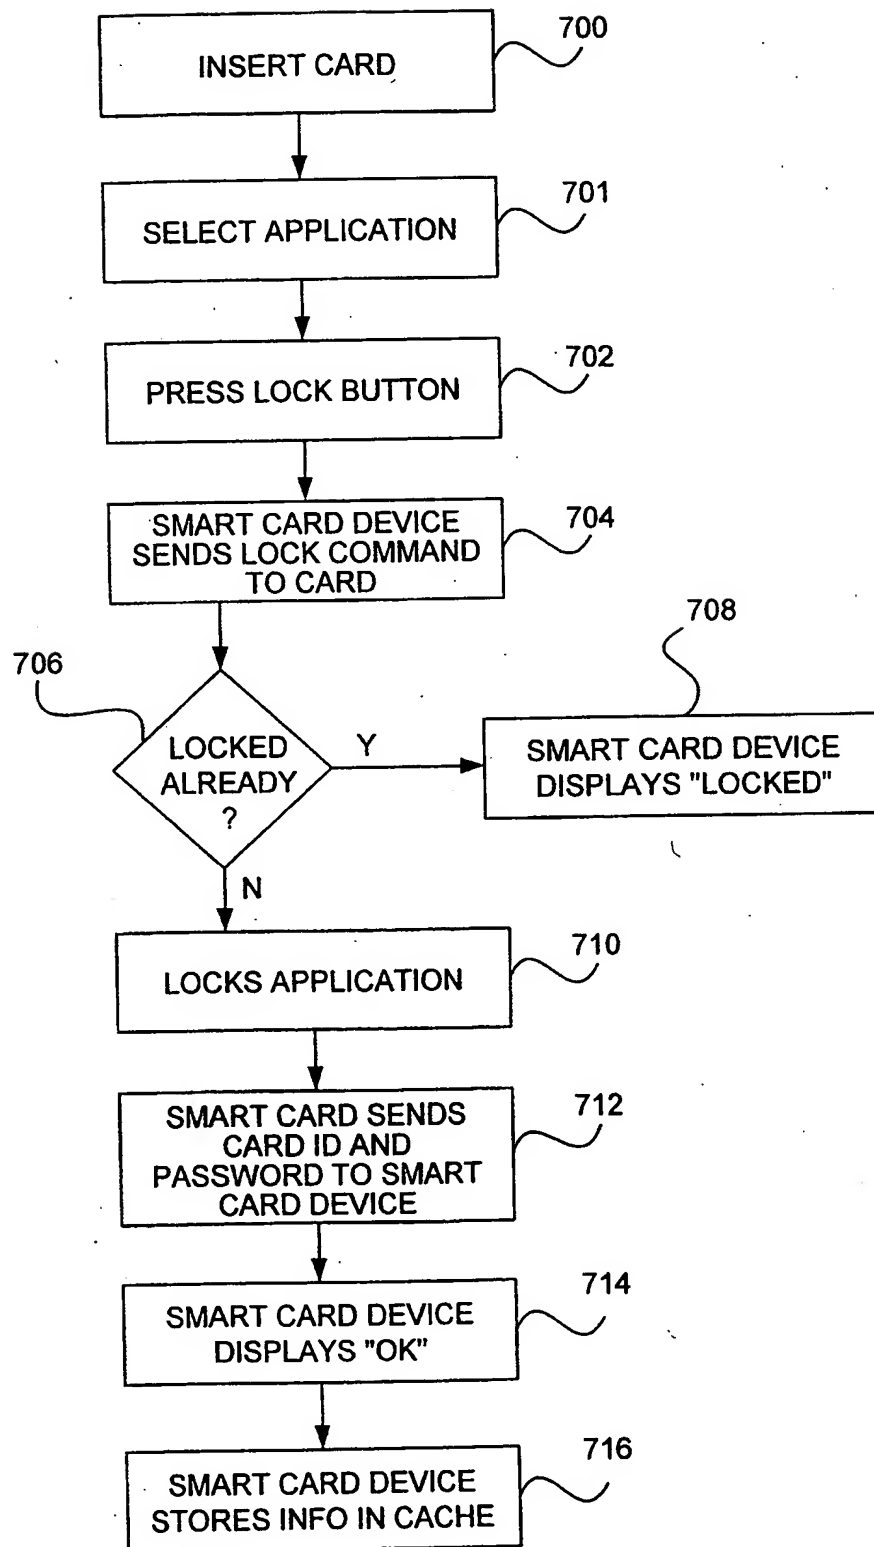 700
INSERT CARD
701
SELECT APPLICATION
702
PRESS LOCK BUTTON
SMART CARD DEVICE
SENDS LOCK COMMAND
TO CARD
704
706
LOCKED
ALREADY
?
Y
708
SMART CARD DEVICE
DISPLAYS "LOCKED"
N
710
LOCKS APPLICATION
712
SMART CARD SENDS
CARD ID AND
PASSWORD TO SMART
CARD DEVICE
714
SMART CARD DEVICE
DISPLAYS "OK"
716
SMART CARD DEVICE
STORES INFO IN CACHE